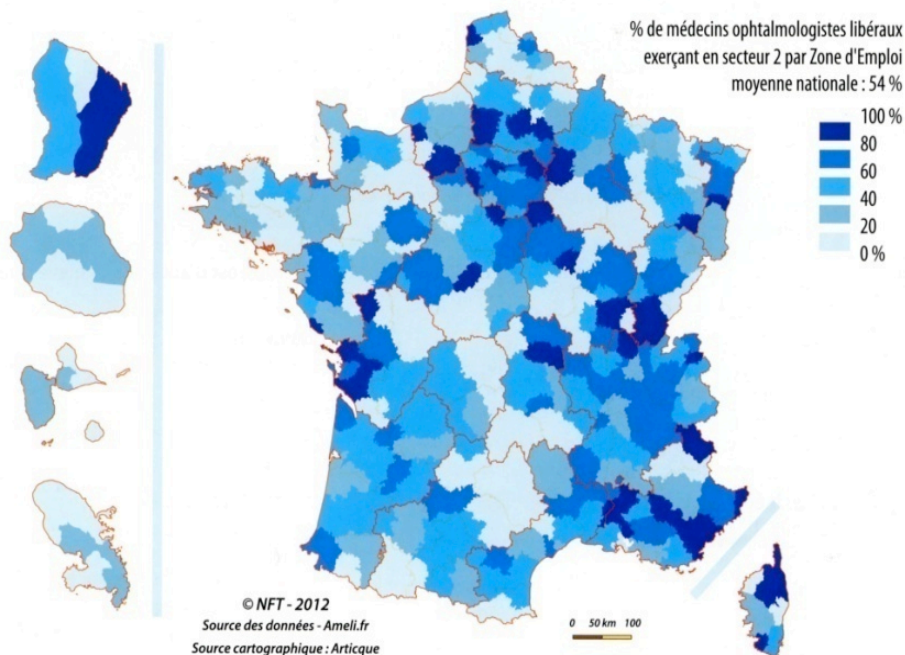 % de médecins ophtalmologistes libéraux
exerçant en secteur 2 par Zone d'Emploi
moyenne nationale : 54 %
100 %
80
60
40
20
0 %
© NFT - 2012
Source des données - Ameli.fr
Source cartographique : Articque
0 50 km 100